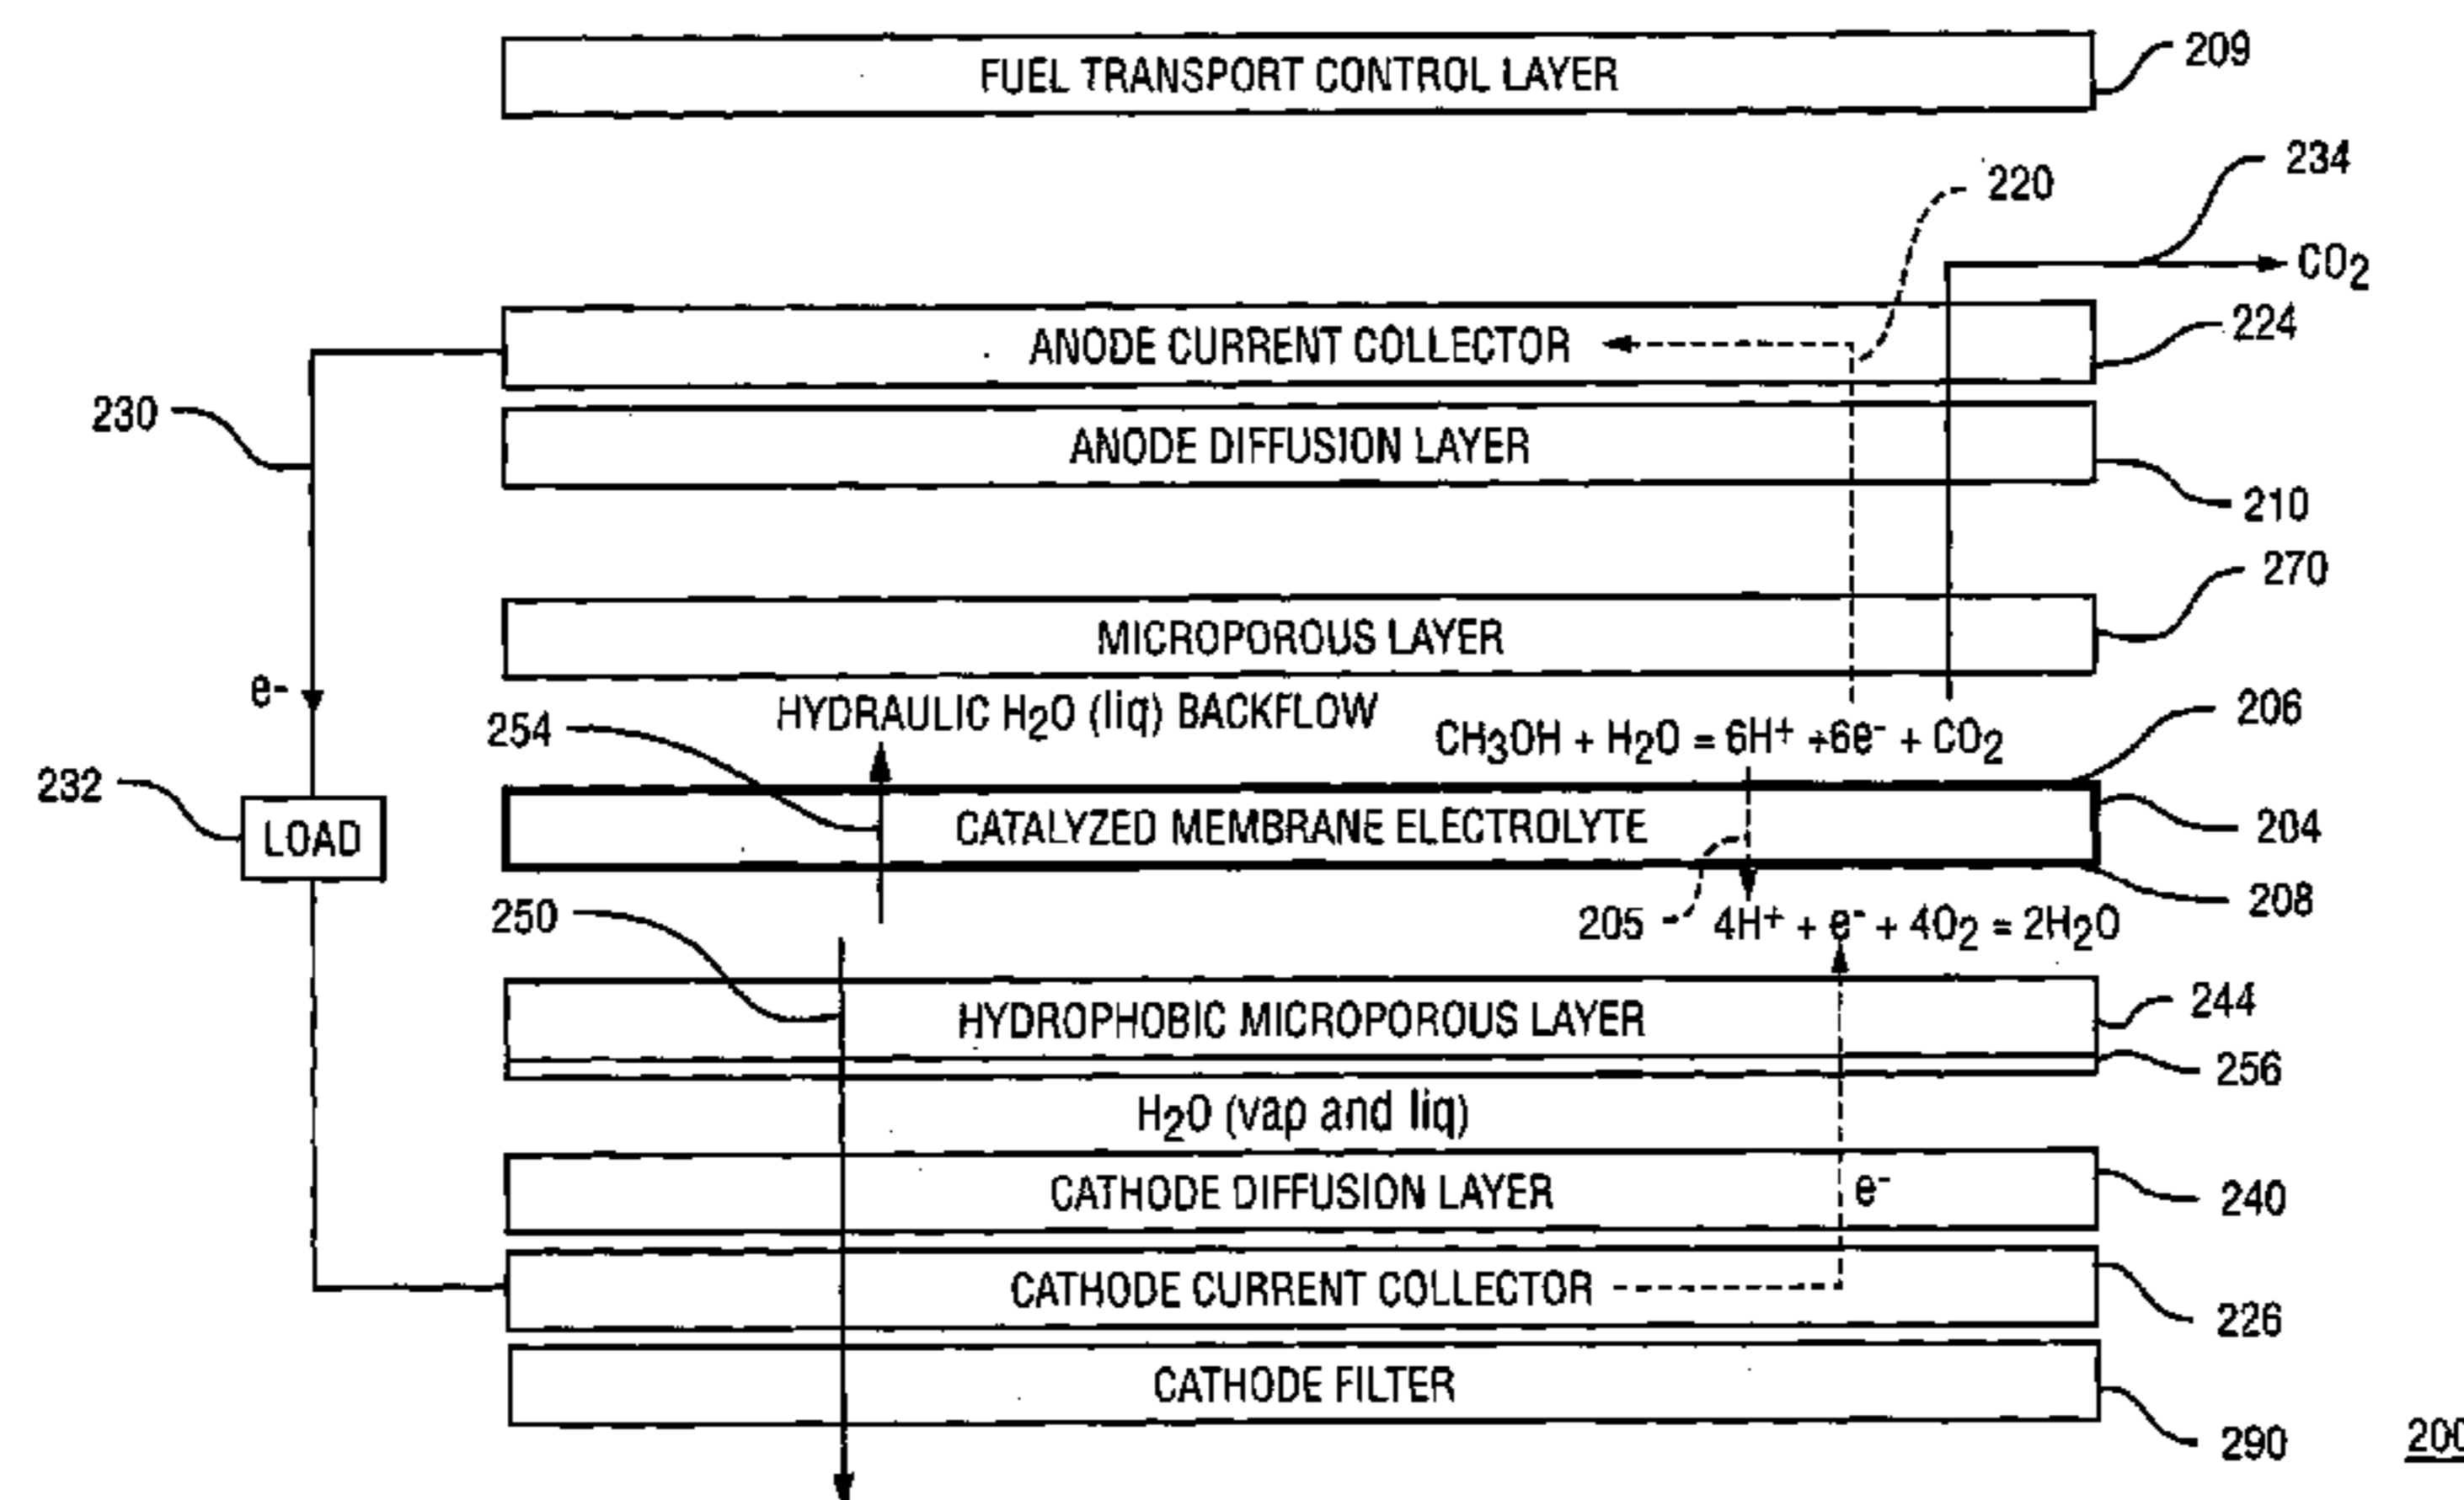 FUEL TRANSPORT CONTROL LAYER
209
234
220
CO2
ANODE CURRENT COLLECTOR
224
230
ANODE DIFFUSION LAYER
210
270
MICROPOROUS LAYER
e-
206
HYDRAULIC H2O (liq) BACKFLOW
254
CH3OH + H2O = 6H+ +6e- + CO2
232
LOAD
CATALYZED MEMBRANE ELECTROLYTE
204
208
250
205
4H+ + e- + 4O2 = 2H2O
244
HYDROPHOBIC MICROPOROUS LAYER
256
H2O (vap and liq)
CATHODE DIFFUSION LAYER
e-
240
CATHODE CURRENT COLLECTOR
226
CATHODE FILTER
290
200